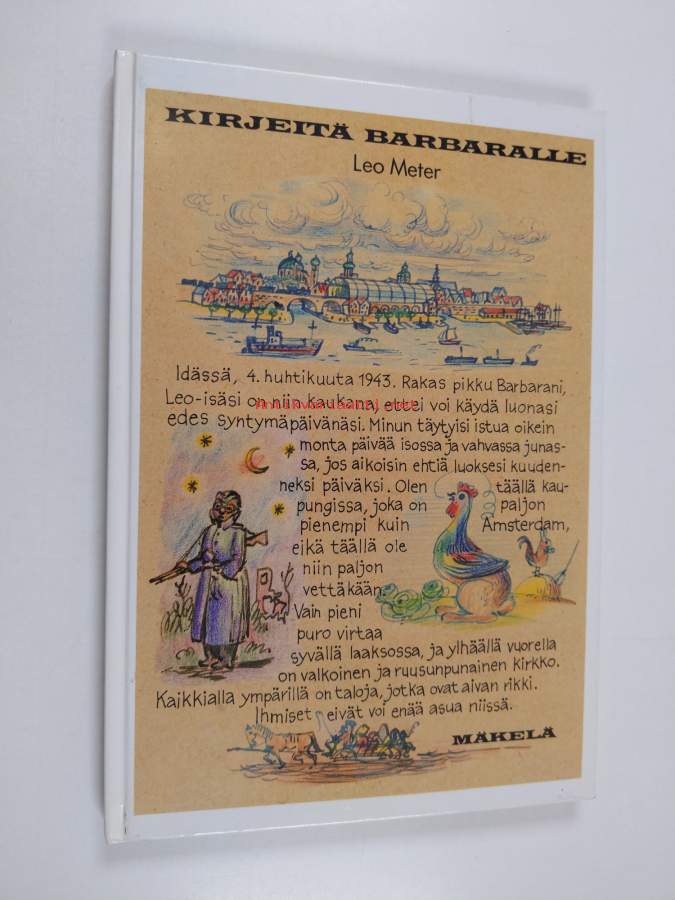 KIRJEITÄ BARBARALLE
Leo Meter
Idässä, 4. huhtikuuta 1943. Rakas pikku Barbarani,
Leo-isäsi on niin kaukana, ettei voi käydä luonasi
edes syntymäpäivänäsi. Minun täytyisi istua oikein
monta päivää isossa ja vahvassa junas-
sa, jos aikoisin ehtiä luoksesi kuuden-
neksi päiväksi. Olen täällä kau-
pungissa, joka on paljon
pienempi kuin Amsterdam,
eikä täällä ole
niin paljon
vettäkään.
Vain pieni
puro virtaa
syvällä laaksossa, ja ylhäällä vuorella
on valkoinen ja ruusunpunainen kirkko.
Kaikkialla ympärillä on taloja, jotka ovat aivan rikki.
Ihmiset eivät voi enää asua niissä.
MÄKELÄ